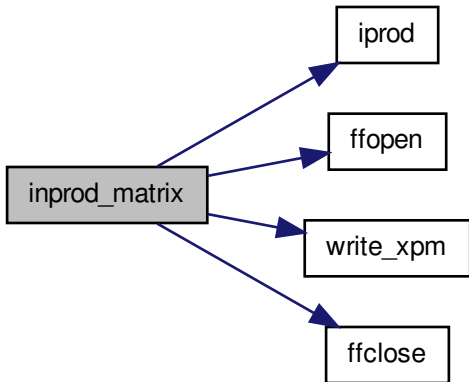 iprod
ffopen
inprod_matrix
write_xpm
ffclose